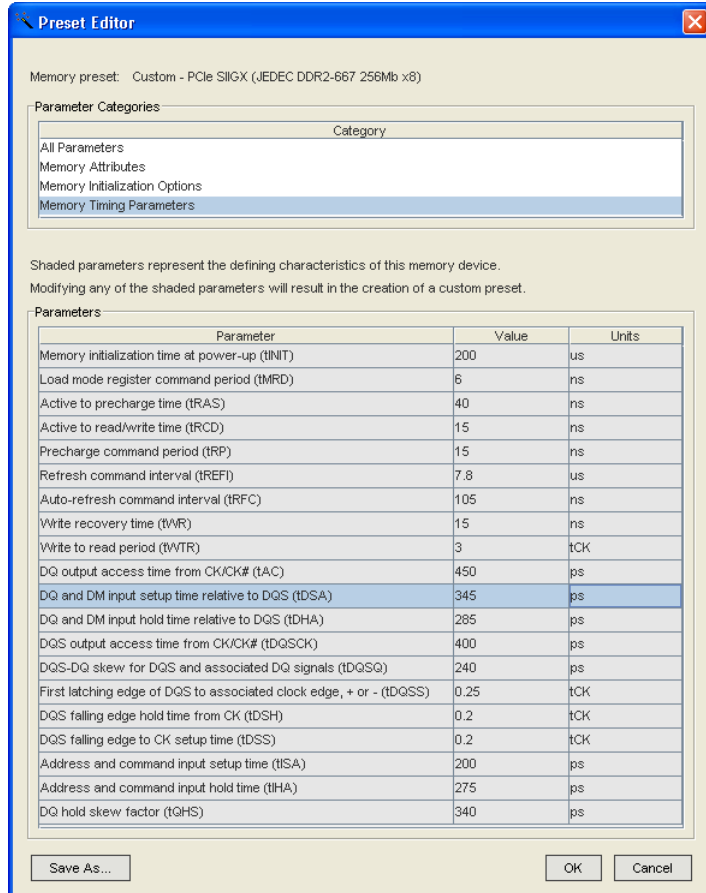 Preset Editor
Memory preset: Custom - PCIe SIIGX (JEDEC DDR2-667 256Mb x8)
Parameter Categories
Category
All Parameters
Memory Attributes
Memory Initialization Options
Memory Timing Parameters
Shaded parameters represent the defining characteristics of this memory device.
Modifying any of the shaded parameters will result in the creation of a custom preset.
Parameters
Parameter Value Units
Memory initialization time at power-up (tINIT) 200 us
Load mode register command period (tMRD) 6 ns
Active to precharge time (tRAS) 40 ns
Active to read/write time (tRCD) 15 ns
Precharge command period (tRP) 15 ns
Refresh command interval (tREFI) 7.8 us
Auto-refresh command interval (tRFC) 105 ns
Write recovery time (tWR) 15 ns
Write to read period (tWTR) 3 tCK
DQ output access time from CK/CK# (tAC) 450 ps
DQ and DM input setup time relative to DQS (tDSA) 345 ps
DQ and DM input hold time relative to DQS (tDHA) 285 ps
DQS output access time from CK/CK# (tDQSCK) 400 ps
DQS-DQ skew for DQS and associated DQ signals (tDQSQ) 240 ps
First latching edge of DQS to associated clock edge, + or - (tDQSS) 0.25 tCK
DQS falling edge hold time from CK (tDSH) 0.2 tCK
DQS falling edge to CK setup time (tDSS) 0.2 tCK
Address and command input setup time (tISA) 200 ps
Address and command input hold time (tIHA) 275 ps
DQ hold skew factor (tQHS) 340 ps
Save As... OK Cancel